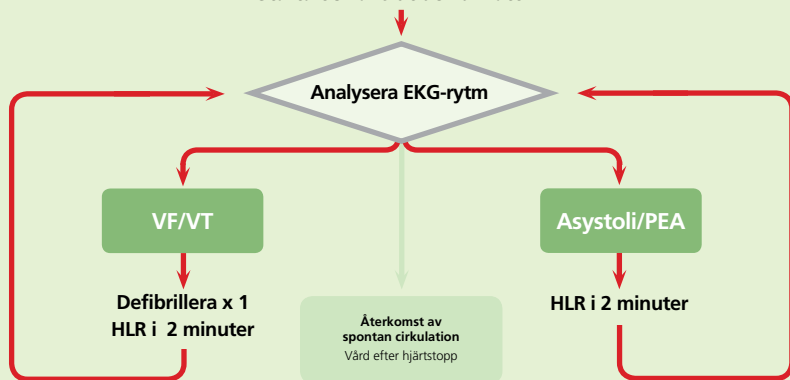 Analysera EKG-rytm
VF/VT
Asystoli/PEA
Defibrillera x 1
HLR i 2 minuter
HLR i 2 minuter
Återkomst av
spontan cirkulation
Vård efter hjärtstopp